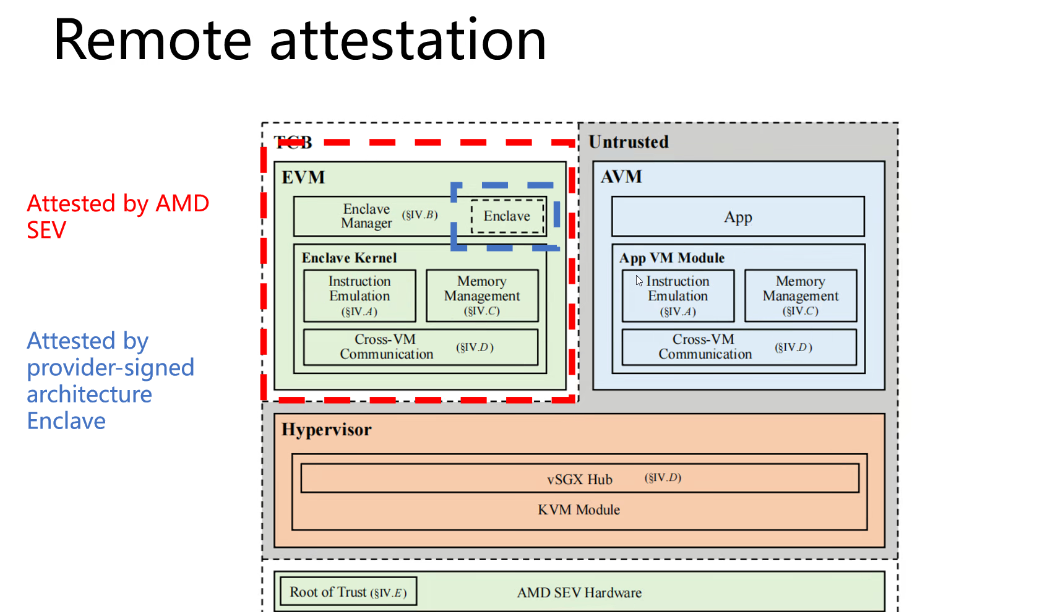 Remote attestation
Attested by AMD
SEV
Attested by
provider-signed
architecture
Enclave
TCB
EVM
Enclave
Manager
(§IV.B)
Enclave
Enclave Kernel
Instruction
Emulation
(§IV.A)
Memory
Management
(§IV.C)
Cross-VM
Communication
(§IV.D)
Untrusted
AVM
App
App VM Module
Instruction
Emulation
(§IV.A)
Memory
Management
(§IV.C)
Cross-VM
Communication
(§IV.D)
Hypervisor
vSGX Hub
(§IV.D)
KVM Module
Root of Trust (§IV.E)
AMD SEV Hardware